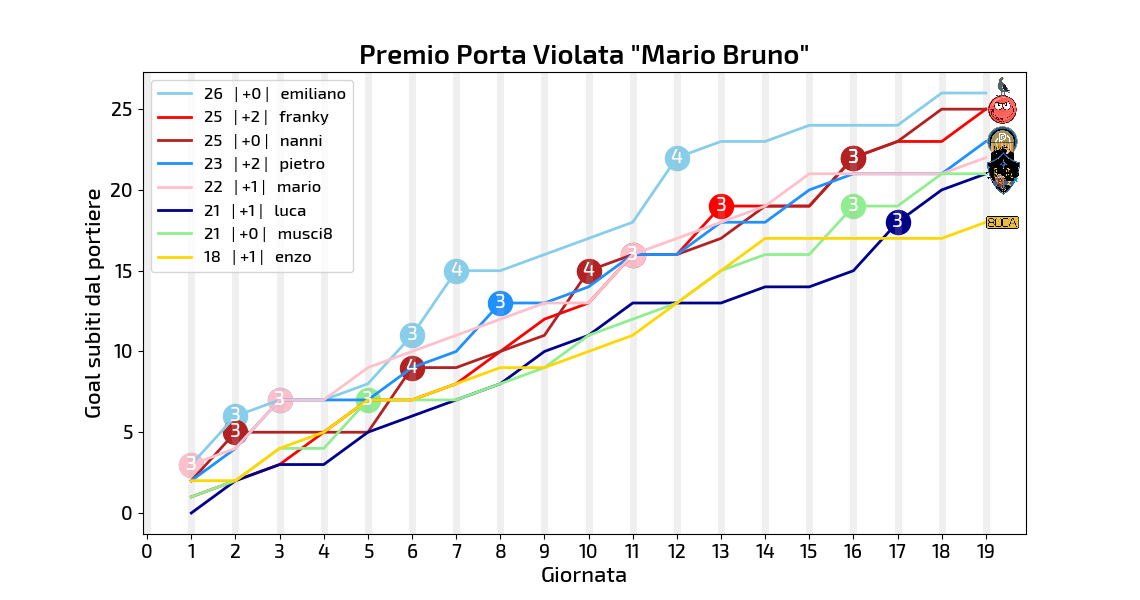 Premio Porta Violata "Mario Bruno"
26 | +0 | emiliano
25 | +2 | franky
25 | +0 | nanni
23 | +2 | pietro
22 | +1 | mario
21 | +1 | luca
21 | +0 | musci8
18 | +1 | enzo
Goal subiti dal portiere
25
20
15
10
5
0
4
3
3
3
4
4
3
3
3
3
3
4
3
3
3
3
3
SUCA
0 1 2 3 4 5 6 7 8 9 10 11 12 13 14 15 16 17 18 19
Giornata